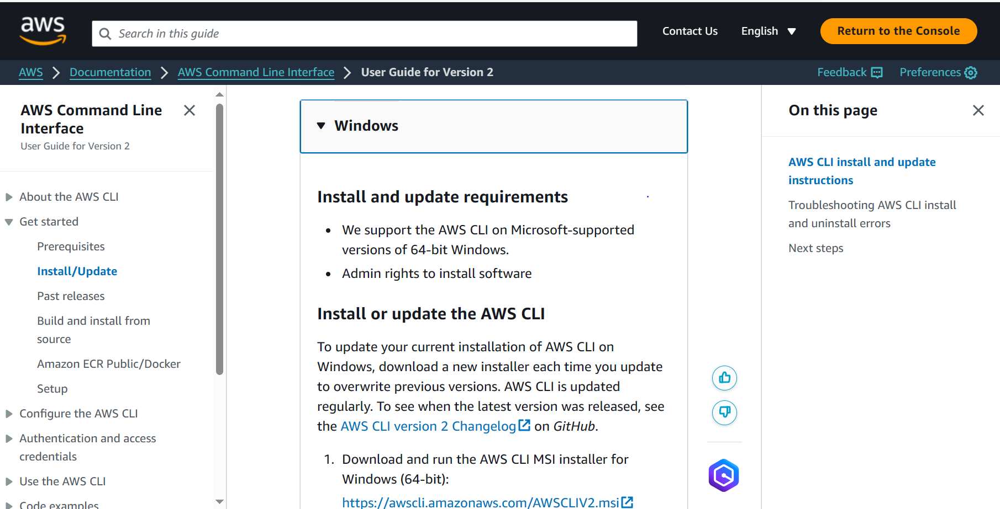 aws
Search in this guide
Contact Us
English
Return to the Console
AWS
Documentation
AWS Command Line Interface
User Guide for Version 2
Feedback
Preferences
AWS Command Line
Interface
User Guide for Version 2
About the AWS CLI
Get started
Prerequisites
Install/Update
Past releases
Build and install from
source
Amazon ECR Public/Docker
Setup
Configure the AWS CLI
Authentication and access
credentials
Use the AWS CLI
Code examples
Windows
Install and update requirements
• We support the AWS CLI on Microsoft-supported
versions of 64-bit Windows.
• Admin rights to install software
Install or update the AWS CLI
To update your current installation of AWS CLI on
Windows, download a new installer each time you update
to overwrite previous versions. AWS CLI is updated
regularly. To see when the latest version was released, see
the AWS CLI version 2 Changelog on GitHub.
1. Download and run the AWS CLI MSI installer for
Windows (64-bit):
https://awscli.amazonaws.com/AWSCLIV2.msi
On this page
AWS CLI install and update
instructions
Troubleshooting AWS CLI install
and uninstall errors
Next steps